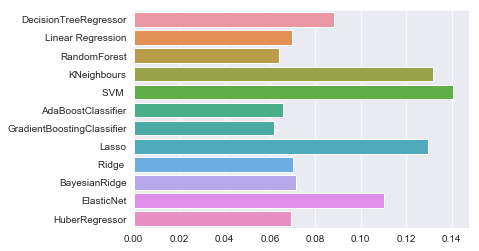 DecisionTreeRegressor
Linear Regression
RandomForest
KNeighbours
SVM
AdaBoostClassifier
GradientBoostingClassifier
Lasso
Ridge
BayesianRidge
ElasticNet
HuberRegressor
0.00 0.02 0.04 0.06 0.08 0.10 0.12 0.14